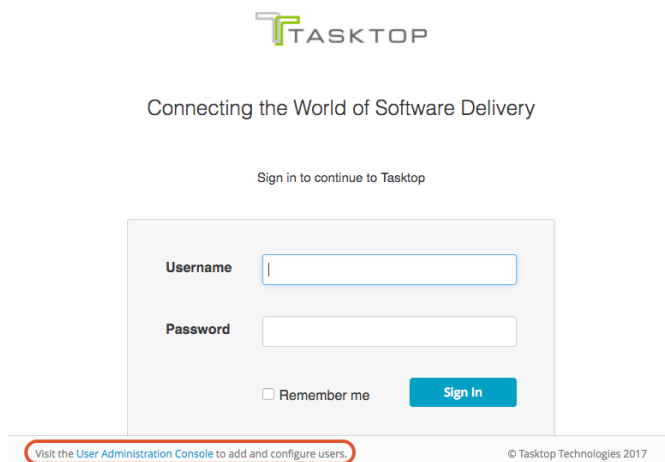 TASKTOP
Connecting the World of Software Delivery
Sign in to continue to Tasktop
Username
Password
Remember me
Sign In
Visit the User Administration Console to add and configure users.
© Tasktop Technologies 2017